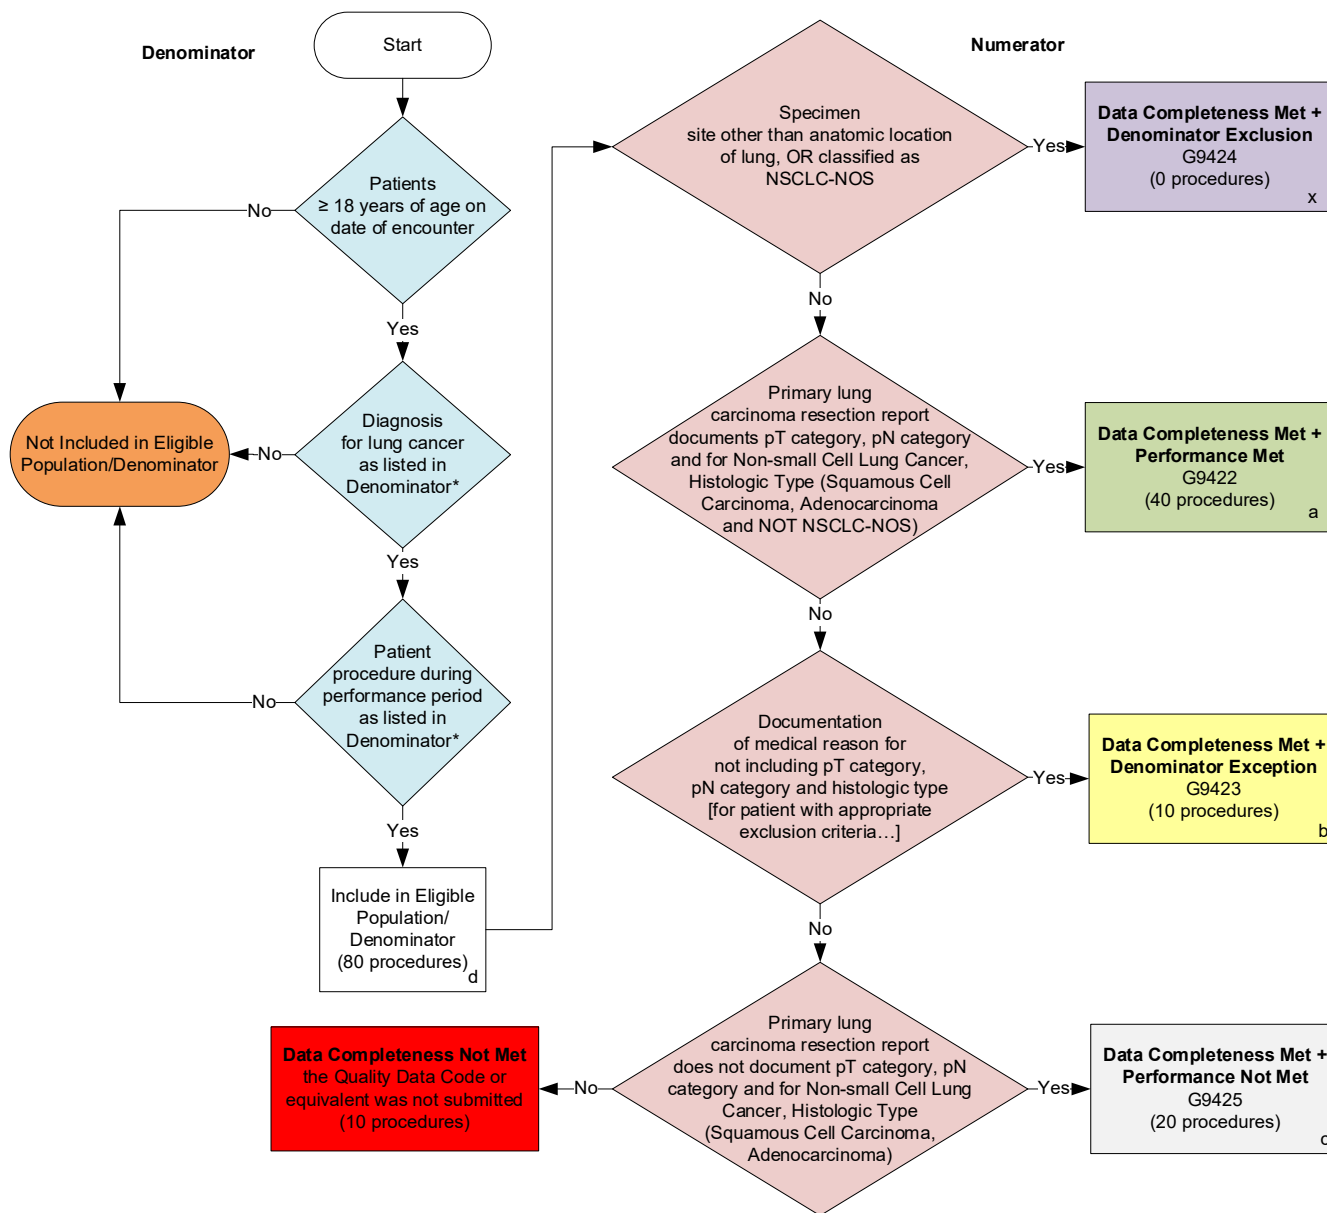 Denominator
Start
Numerator
Patients
≥ 18 years of age on
date of encounter
No
Yes
Diagnosis
for lung cancer
as listed in
Denominator*
No
Not Included in Eligible
Population/Denominator
Yes
Patient
procedure during
performance period
as listed in
Denominator*
No
Yes
Include in Eligible
Population/
Denominator
(80 procedures)
d
Specimen
site other than anatomic location
of lung, OR classified as
NSCLC-NOS
Yes
Data Completeness Met +
Denominator Exclusion
G9424
(0 procedures)
x
No
Primary lung
carcinoma resection report
documents pT category, pN category
and for Non-small Cell Lung Cancer,
Histologic Type (Squamous Cell
Carcinoma, Adenocarcinoma
and NOT NSCLC-NOS)
Yes
Data Completeness Met +
Performance Met
G9422
(40 procedures)
a
No
Documentation
of medical reason for
not including pT category,
pN category and histologic type
[for patient with appropriate
exclusion criteria…]
Yes
Data Completeness Met +
Denominator Exception
G9423
(10 procedures)
b
No
Primary lung
carcinoma resection report
does not document pT category, pN
category and for Non-small Cell Lung
Cancer, Histologic Type
(Squamous Cell Carcinoma,
Adenocarcinoma)
Yes
Data Completeness Met +
Performance Not Met
G9425
(20 procedures)
c
No
Data Completeness Not Met
the Quality Data Code or
equivalent was not submitted
(10 procedures)